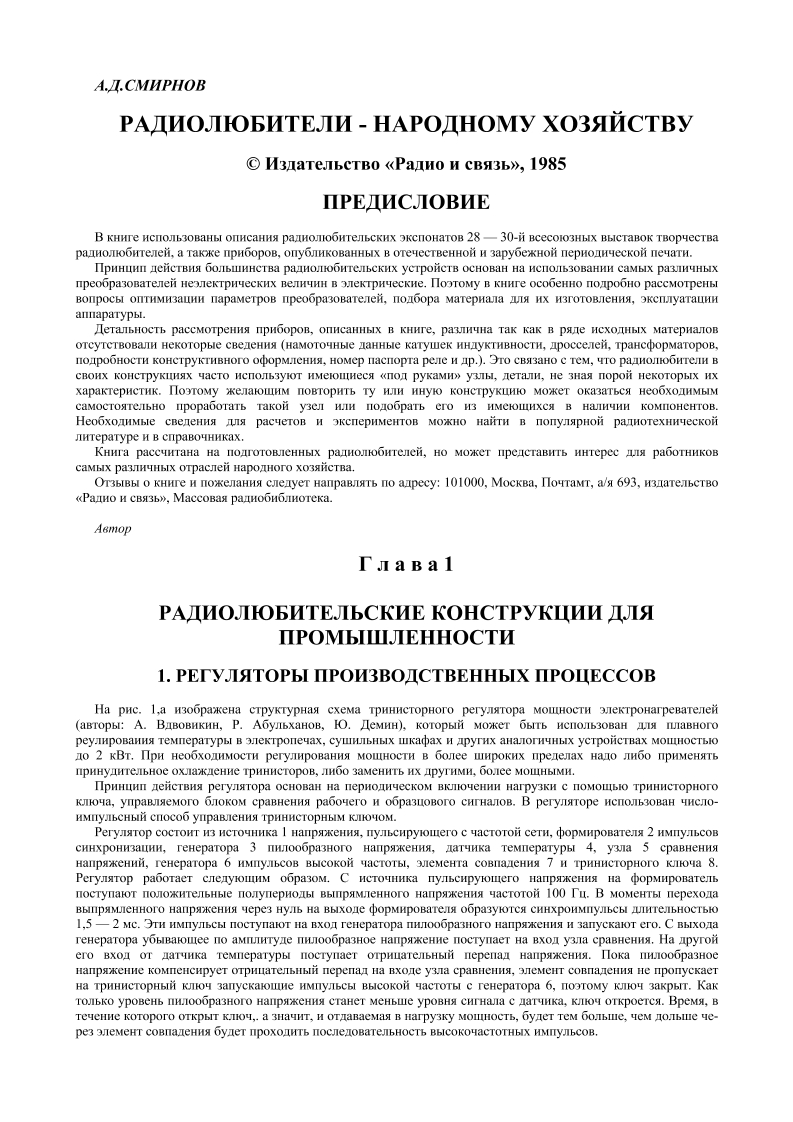 А.Д.СМИРНОВ
РАДИОЛЮБИТЕЛИ - НАРОДНОМУ ХОЗЯЙСТВУ
© Издательство «Радио и связь», 1985
ПРЕДИСЛОВИЕ
В книге использованы описания радиолюбительских экспонатов 28 — 30-й всесоюзных выставок творчества
радиолюбителей, а также приборов, опубликованных в отечественной и зарубежной периодической печати.
Принцип действия большинства радиолюбительских устройств основан на использовании самых различных
преобразователей неэлектрических величин в электрические. Поэтому в книге особенно подробно рассмотрены
вопросы оптимизации параметров преобразователей, подбора материала для их изготовления, эксплуатации
аппаратуры.
Детальность рассмотрения приборов, описанных в книге, различна так как в ряде исходных материалов
отсутствовали некоторые сведения (намоточные данные катушек индуктивности, дросселей, трансформаторов,
подробности конструктивного оформления, номер паспорта реле и др.). Это связано с тем, что радиолюбители в
своих конструкциях часто используют имеющиеся «под руками» узлы, детали, не зная порой некоторых их
характеристик. Поэтому желающим повторить ту или иную конструкцию может оказаться необходимым
самостоятельно проработать такой узел или подобрать его из имеющихся в наличии компонентов.
Необходимые сведения для расчетов и экспериментов можно найти в популярной радиотехнической
литературе и в справочниках.
Книга рассчитана на подготовленных радиолюбителей, но может представить интерес для работников
самых различных отраслей народного хозяйства.
Отзывы о книге и пожелания следует направлять по адресу: 101000, Москва, Почтамт, а/я 693, издательство
«Радио и связь», Массовая радиобиблиотека.
Автор
Г л а в а 1
РАДИОЛЮБИТЕЛЬСКИЕ КОНСТРУКЦИИ ДЛЯ
ПРОМЫШЛЕННОСТИ
1. РЕГУЛЯТОРЫ ПРОИЗВОДСТВЕННЫХ ПРОЦЕССОВ
На рис. 1,а изображена структурная схема тринисторного регулятора мощности электронагревателей
(авторы: А. Вдвовикин, Р. Абульханов, Ю. Демин), который может быть использован для плавного
реулироваиия температуры в электропечах, сушильных шкафах и других аналогичных устройствах мощностью
до 2 кВт. При необходимости регулирования мощности в более широких пределах надо либо применять
принудительное охлаждение тринисторов, либо заменить их другими, более мощными.
Принцип действия регулятора основан на периодическом включении нагрузки с помощью тринисторного
ключа, управляемого блоком сравнения рабочего и образцового сигналов. В регуляторе использован число-
импульсный способ управления тринисторным ключом.
Регулятор состоит из источника 1 напряжения, пульсирующего с частотой сети, формирователя 2 импульсов
синхронизации, генератора 3 пилообразного напряжения, датчика температуры 4, узла 5 сравнения
напряжений, генератора 6 импульсов высокой частоты, элемента совпадения 7 и тринисторного ключа 8.
Регулятор работает следующим образом. С источника пульсирующего напряжения на формирователь
поступают положительные полупериоды выпрямленного напряжения частотой 100 Гц. В моменты перехода
выпрямленного напряжения через нуль на выходе формирователя образуются синхроимпульсы длительностью
1,5 — 2 мс. Эти импульсы поступают на вход генератора пилообразного напряжения и запускают его. С выхода
генератора убывающее по амплитуде пилообразное напряжение поступает на вход узла сравнения. На другой
его вход от датчика температуры поступает отрицательный перепад напряжения. Пока пилообразное
напряжение компенсирует отрицательный перепад на входе узла сравнения, элемент совпадения не пропускает
на тринисторный ключ запускающие импульсы высокой частоты с генератора 6, поэтому ключ закрыт. Как
только уровень пилообразного напряжения станет меньше уровня сигнала с датчика, ключ откроется. Время, в
течение которого открыт ключ,. а значит, и отдаваемая в нагрузку мощность, будет тем больше, чем дольше че-
рез элемент совпадения будет проходить последовательность высокочастотных импульсов.